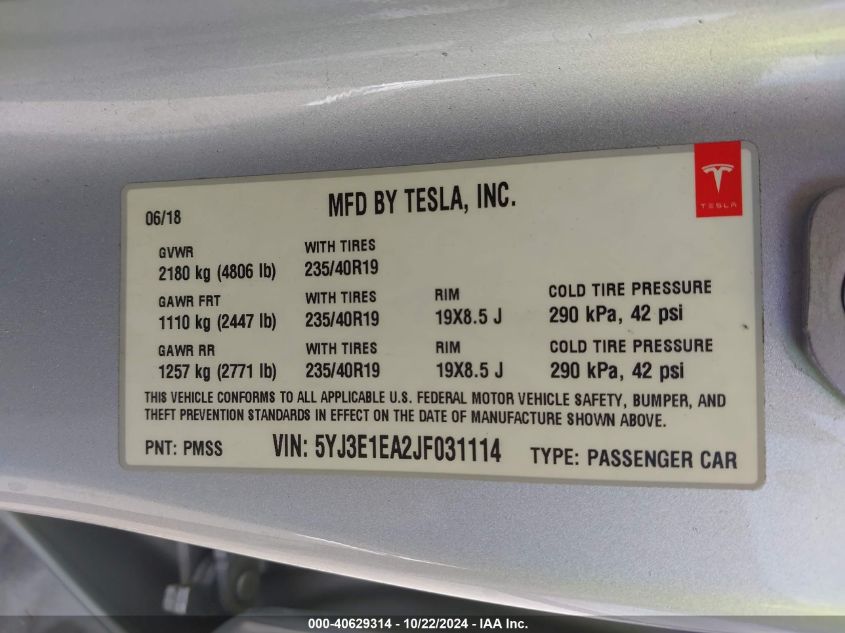 06/18
MFD BY TESLA, INC.
TESLA
GVWR
2180 kg (4806 lb)
WITH TIRES
235/40R19
GAWR FRT
1110 kg (2447 lb)
WITH TIRES
235/40R19
RIM
19X8.5 J
COLD TIRE PRESSURE
290 kPa, 42 psi
GAWR RR
1257 kg (2771 lb)
WITH TIRES
235/40R19
RIM
19X8.5 J
COLD TIRE PRESSURE
290 kPa, 42 psi
THIS VEHICLE CONFORMS TO ALL APPLICABLE U.S. FEDERAL MOTOR VEHICLE SAFETY, BUMPER, AND
THEFT PREVENTION STANDARDS IN EFFECT ON THE DATE OF MANUFACTURE SHOWN ABOVE.
PNT: PMSS
VIN: 5YJ3E1EA2JF031114
TYPE: PASSENGER CAR
000-40629314 / 10/22/2024 - IAA Inc.